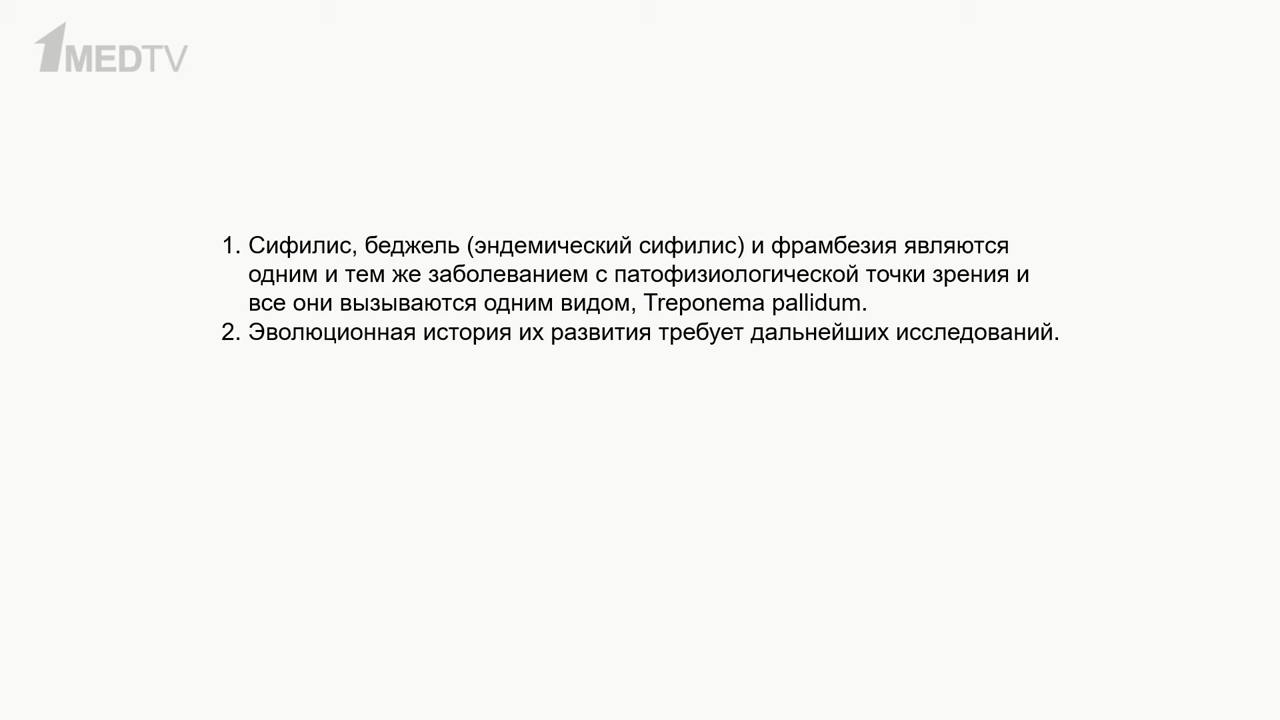 1MEDTV
1. Сифилис, беджель (эндемический сифилис) и фрамбезия являются
одним и тем же заболеванием с патофизиологической точки зрения и
все они вызываются одним видом, Treponema pallidum.
2. Эволюционная история их развития требует дальнейших исследований.